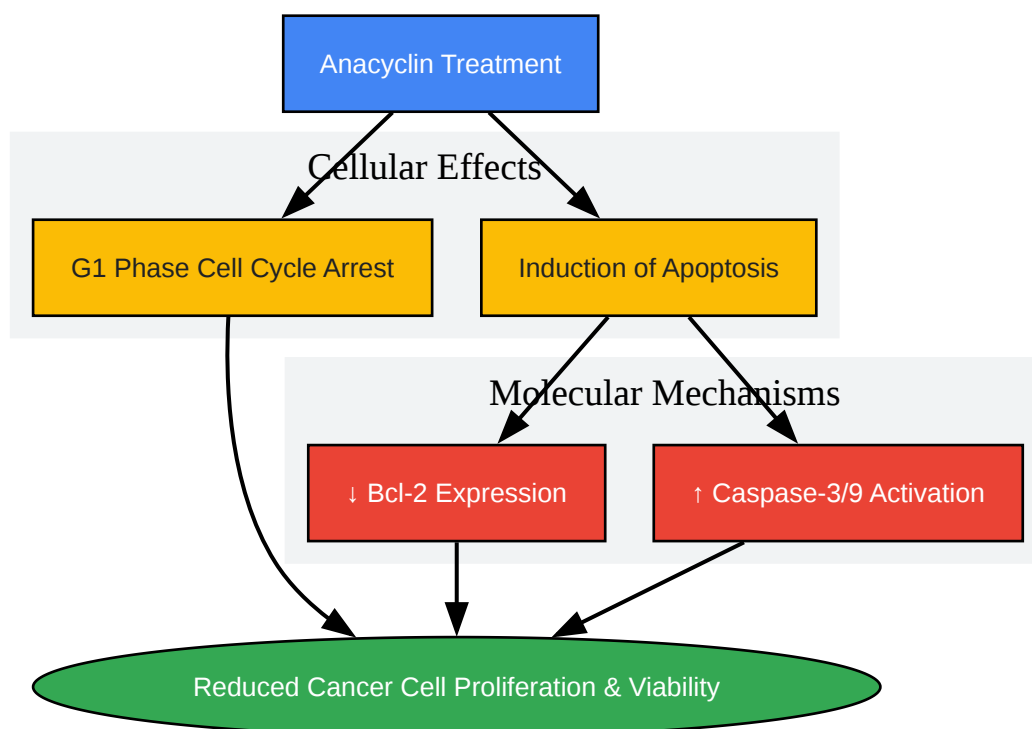 Anacyclin Treatment
Cellular Effects
G1 Phase Cell Cycle Arrest
Induction of Apoptosis
Molecular Mechanisms
↓ Bcl-2 Expression
↑ Caspase-3/9 Activation
Reduced Cancer Cell Proliferation & Viability